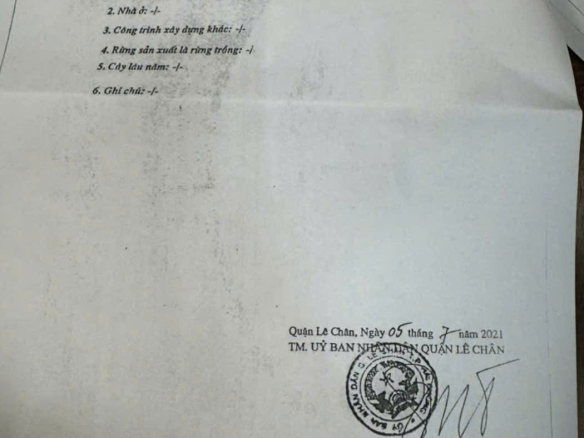 2. Nhà ở: -/-
3. Công trình xây dựng khác: -/-
4. Rừng sản xuất là rừng trồng: -/
5. Cây lâu năm: -/-
6. Ghi chú: -/-
Quận Lê Chân, Ngày 05 tháng 7 năm 2021
TM. UỶ BAN NHÂN DÂN QUẬN LÊ CHÂN